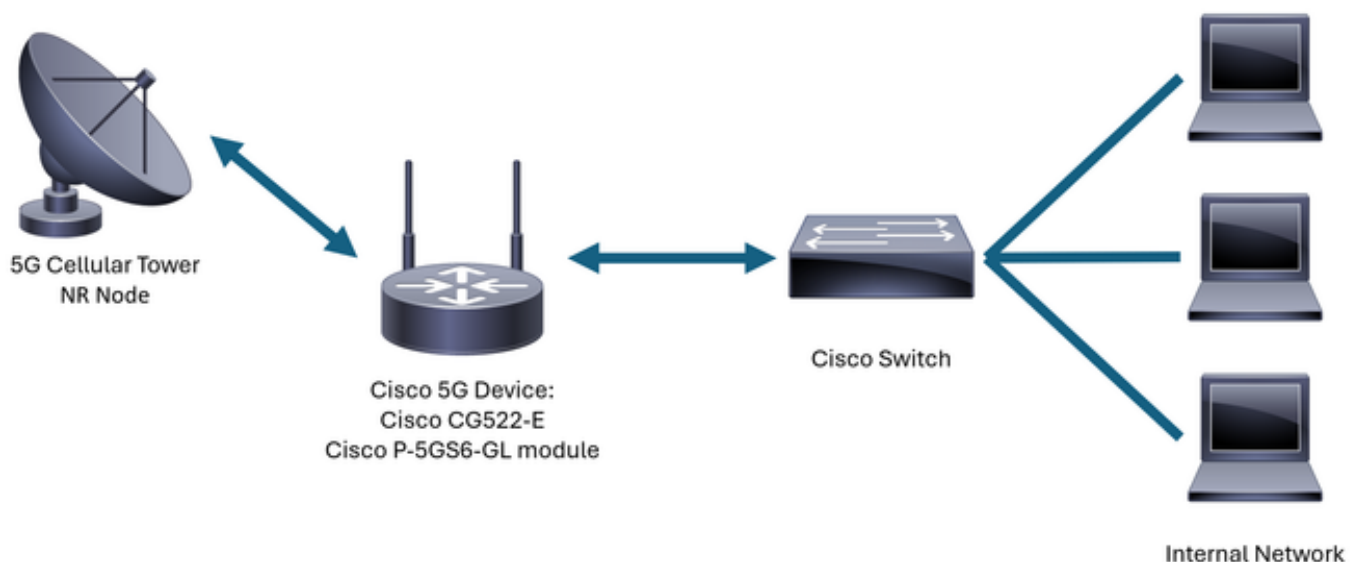 5G Cellular Tower
NR Node
Cisco 5G Device:
Cisco CG522-E
Cisco P-5GS6-GL module
Cisco Switch
Internal Network